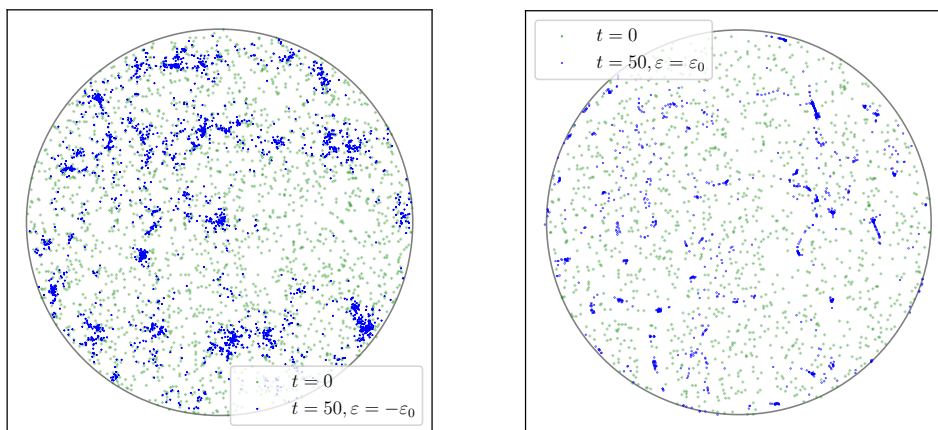 t = 0
t = 50, ε = −ε₀
t = 0
t = 50, ε = ε₀